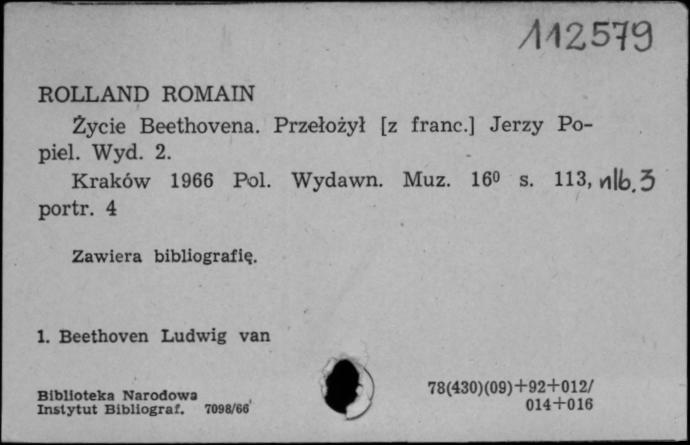 112579
ROLLAND ROMAIN
Życie Beethovena. Przełożył [z franc.] Jerzy Po-
piel. Wyd. 2.
Kraków 1966 Pol. Wydawn. Muz. 16⁰ s. 113, nlb. 3
portr. 4
Zawiera bibliografię.
1. Beethoven Ludwig van
78(430)(09)+92+012/
014+016
Biblioteka Narodowa
Instytut Bibliograf. 7098/66